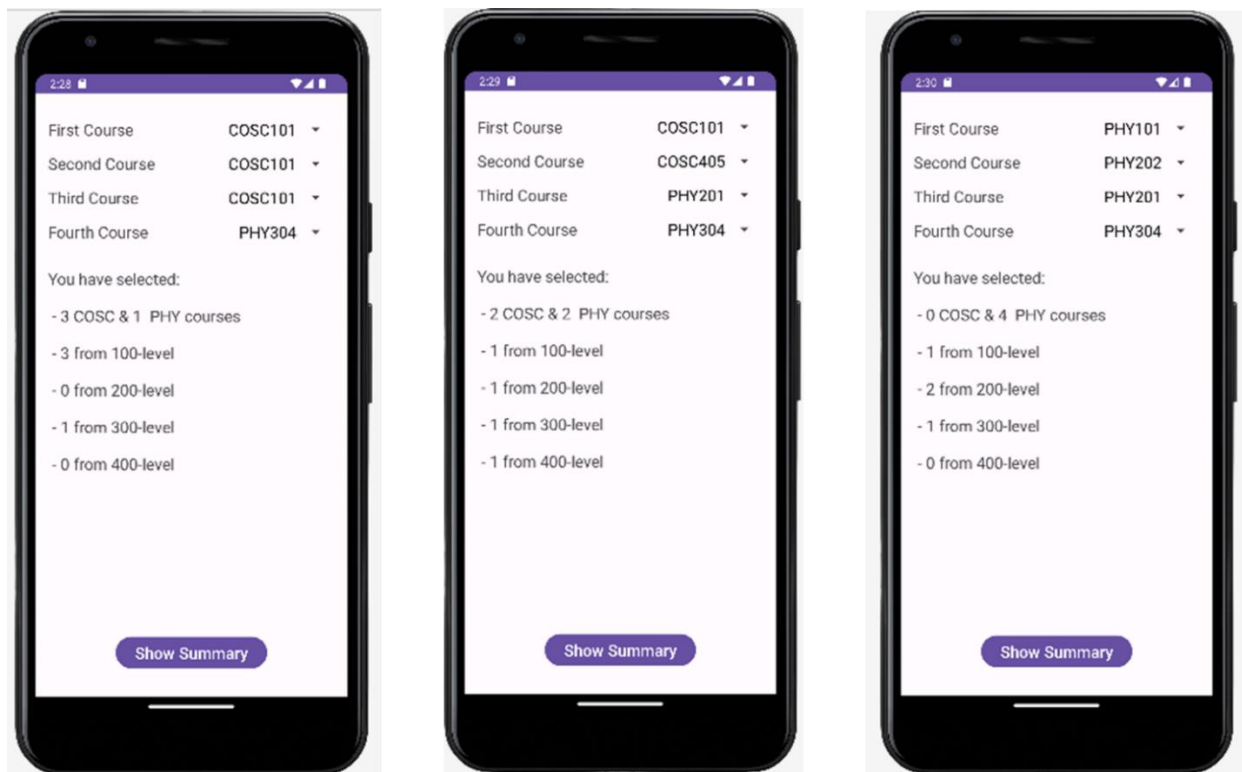 2:28
First Course COSC101
Second Course COSC101
Third Course COSC101
Fourth Course PHY304
You have selected:
- 3 COSC & 1 PHY courses
- 3 from 100-level
- 0 from 200-level
- 1 from 300-level
- 0 from 400-level
Show Summary
2:29
First Course COSC101
Second Course COSC405
Third Course PHY201
Fourth Course PHY304
You have selected:
- 2 COSC & 2 PHY courses
- 1 from 100-level
- 1 from 200-level
- 1 from 300-level
- 1 from 400-level
Show Summary
2:30
First Course PHY101
Second Course PHY202
Third Course PHY201
Fourth Course PHY304
You have selected:
- 0 COSC & 4 PHY courses
- 1 from 100-level
- 2 from 200-level
- 1 from 300-level
- 0 from 400-level
Show Summary